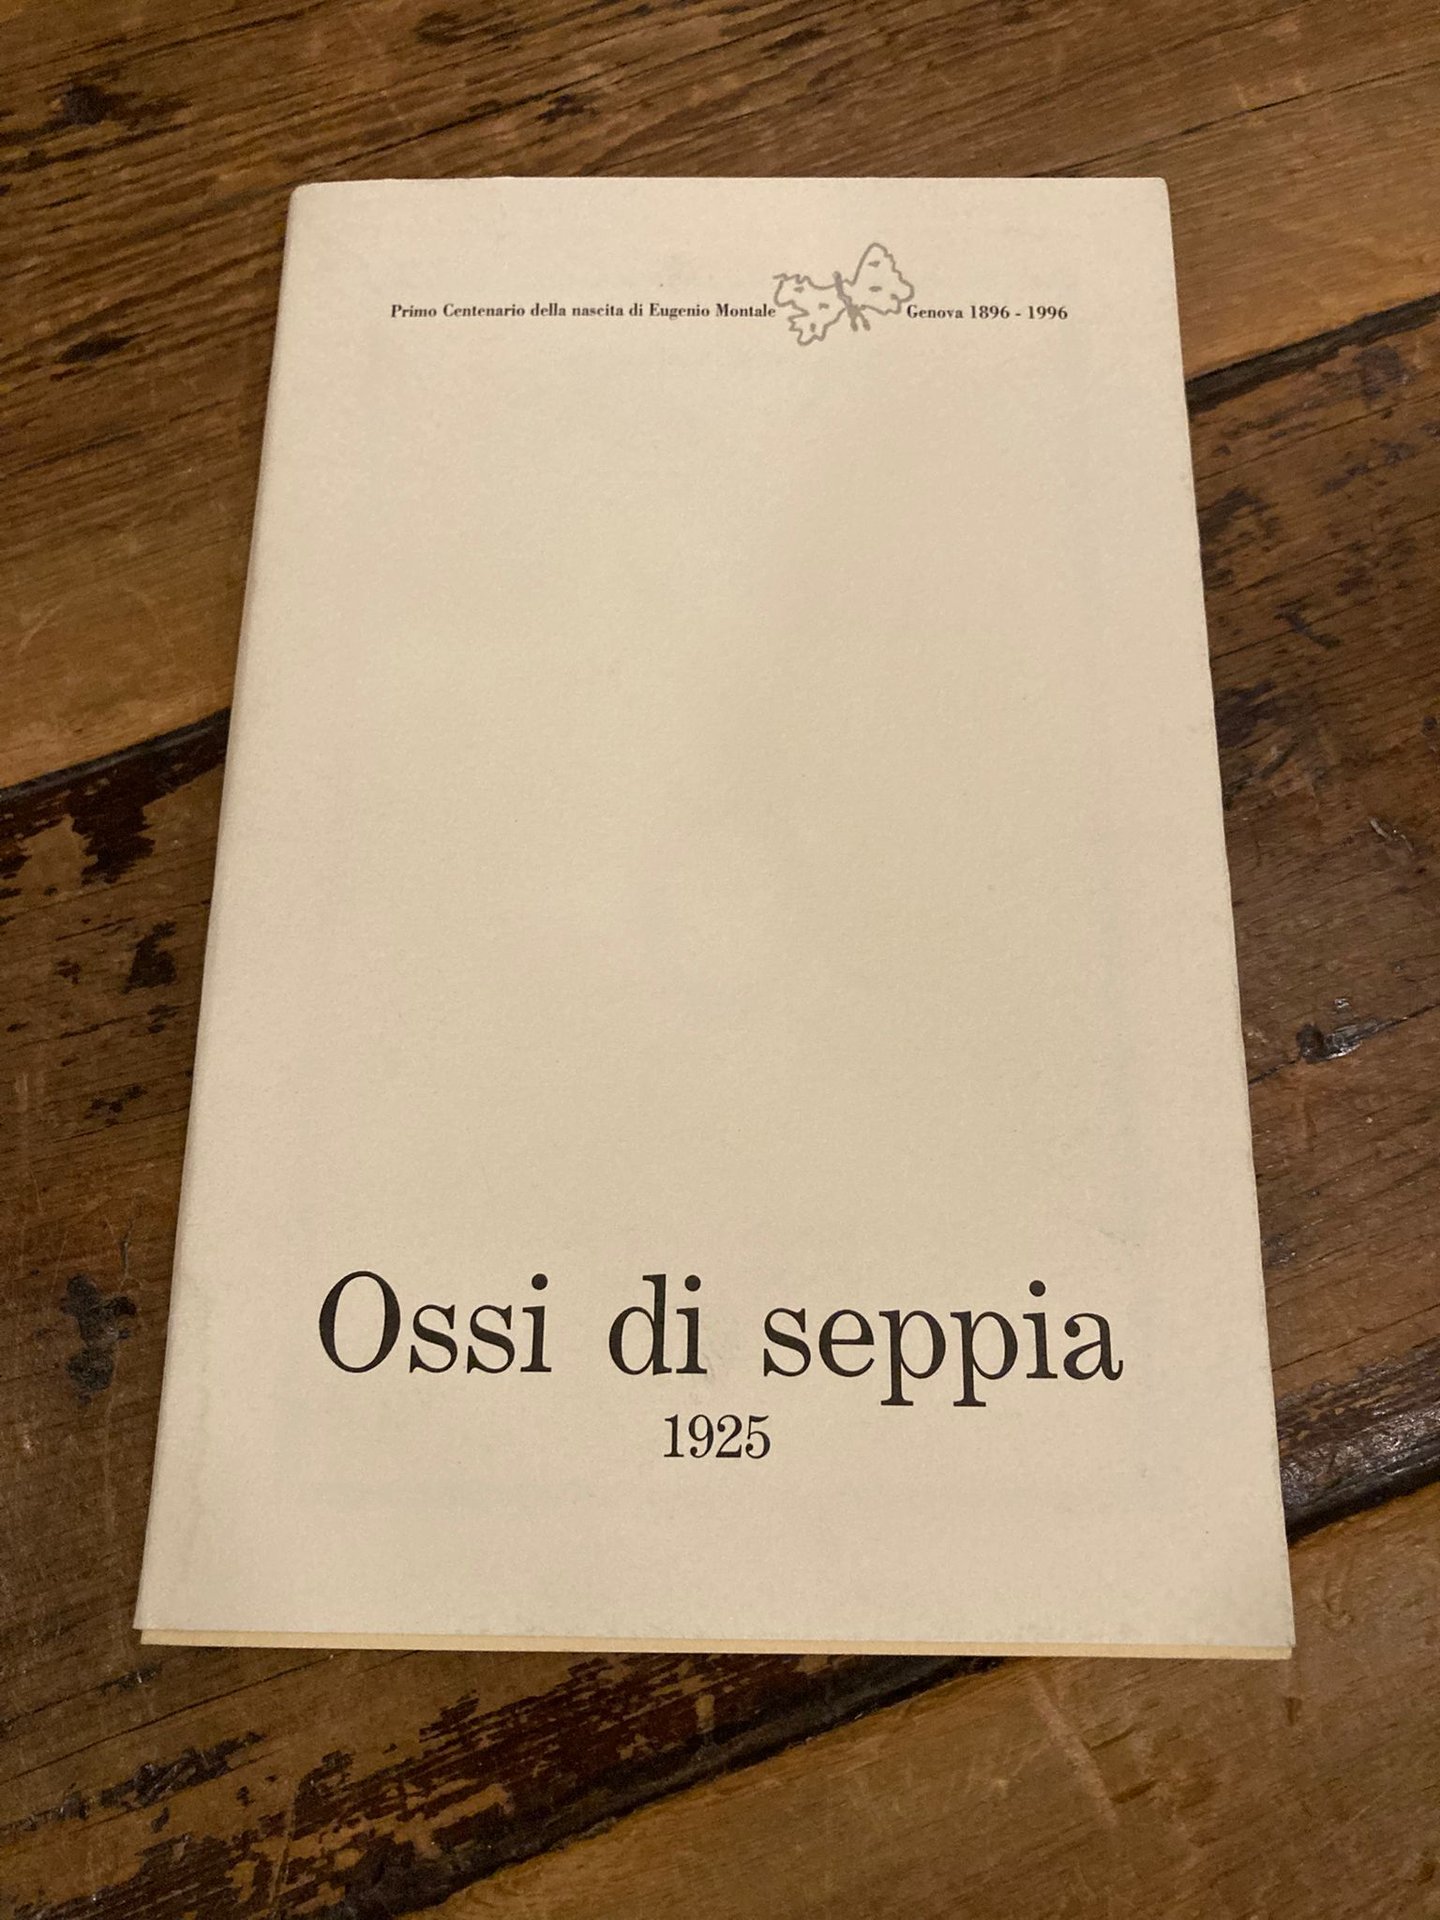 Primo Centenario della nascita di Eugenio Montale Genova 1896 - 1996
Ossi di seppia
1925